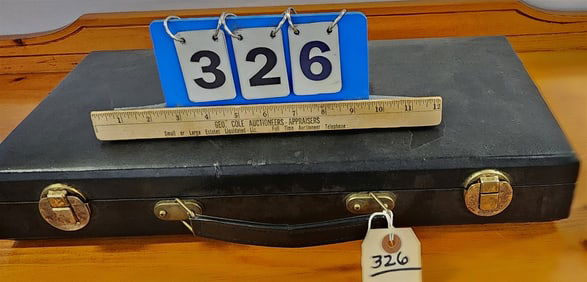 326
1 2 3 4 5 6 7 8 9 10 11 12
GEO. COLE AUCTIONEERS-APPRAISERS
Small or Large Estates Liquidated Full Time Auctioneer Telephone
326